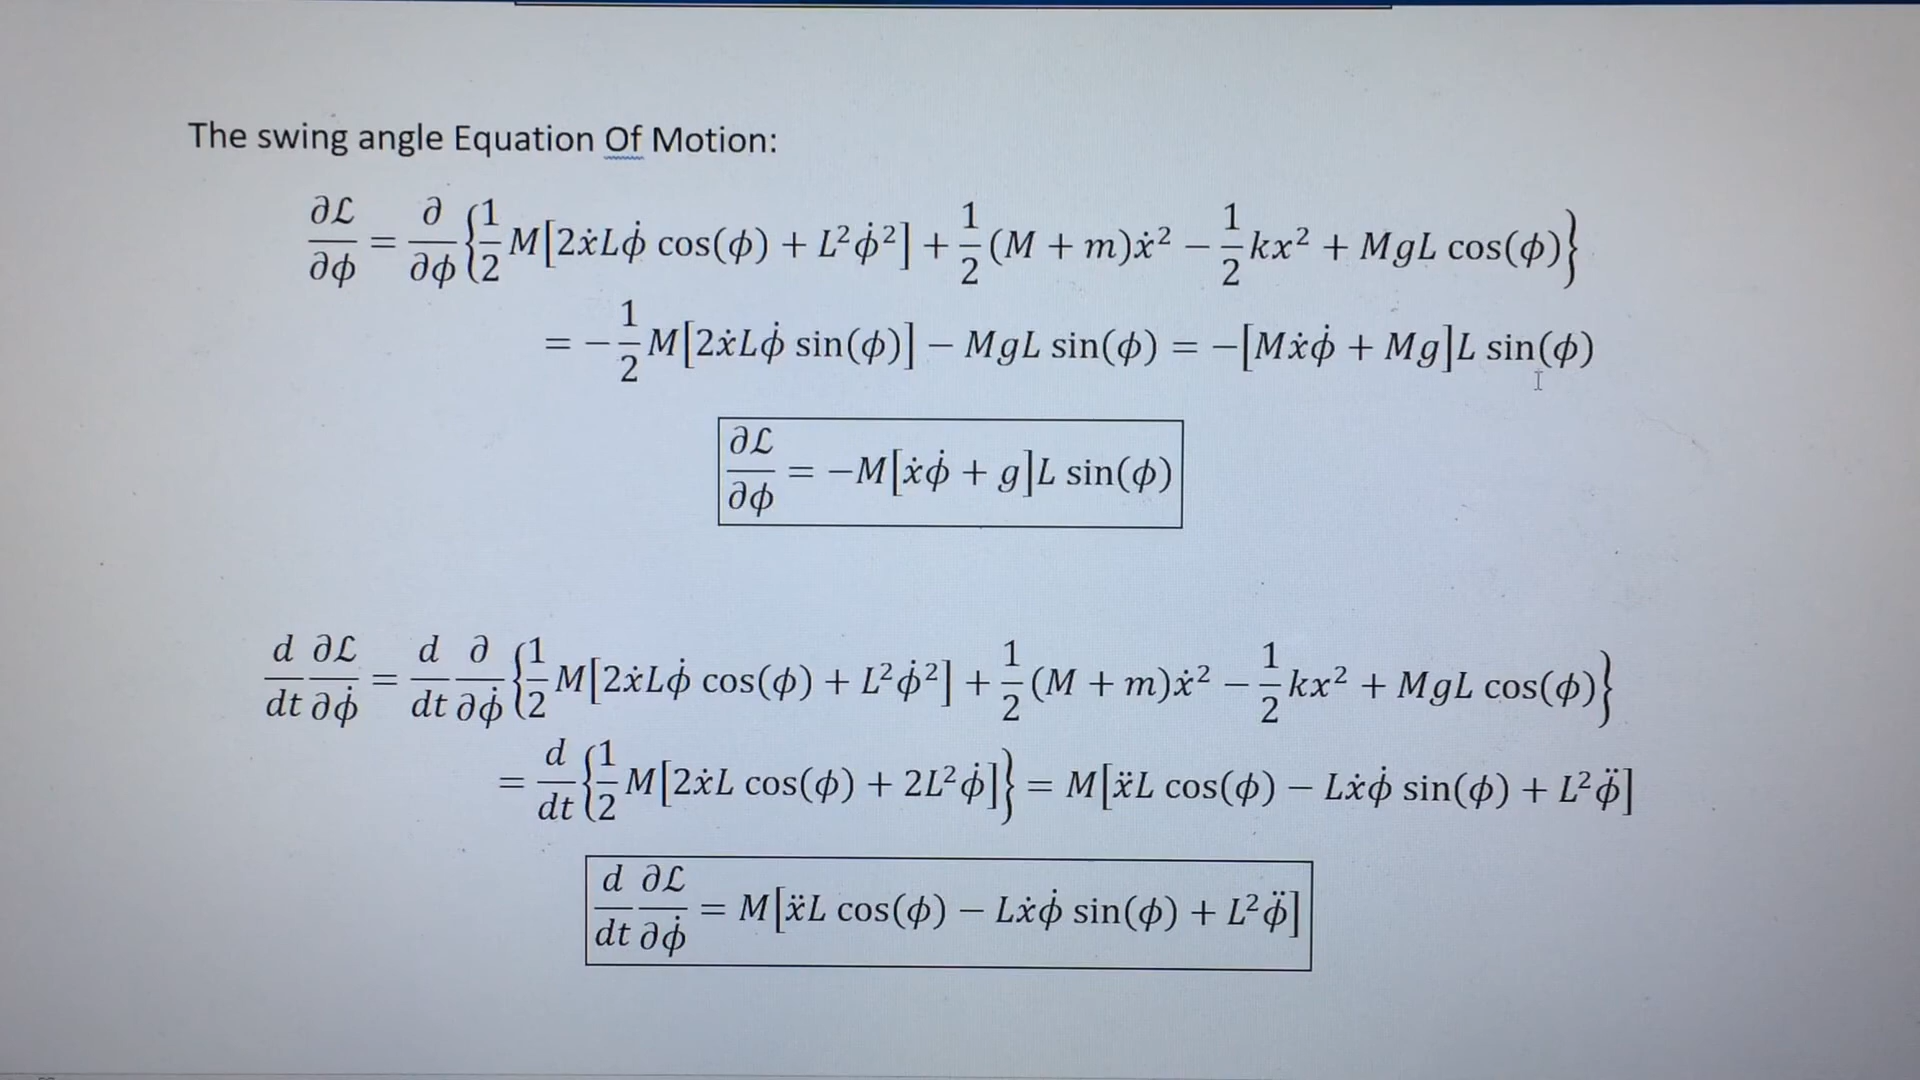 The swing angle Equation Of Motion:
∂ℒ/∂ϕ = ∂/∂ϕ {1/2 M[2ẋLϕ̇ cos(ϕ) + L²ϕ̇²] + 1/2 (M + m)ẋ² − 1/2 kx² + MgL cos(ϕ)}
= − 1/2 M[2ẋLϕ̇ sin(ϕ)] − MgL sin(ϕ) = −[Mẋϕ̇ + Mg]L sin(ϕ)
∂ℒ/∂ϕ = −M[ẋϕ̇ + g]L sin(ϕ)
d/dt ∂ℒ/∂ϕ̇ = d/dt ∂/∂ϕ̇ {1/2 M[2ẋLϕ̇ cos(ϕ) + L²ϕ̇²] + 1/2 (M + m)ẋ² − 1/2 kx² + MgL cos(ϕ)}
= d/dt {1/2 M[2ẋL cos(ϕ) + 2L²ϕ̇]} = M[ẍL cos(ϕ) − Lẋϕ̇ sin(ϕ) + L²ϕ̈]
d/dt ∂ℒ/∂ϕ̇ = M[ẍL cos(ϕ) − Lẋϕ̇ sin(ϕ) + L²ϕ̈]